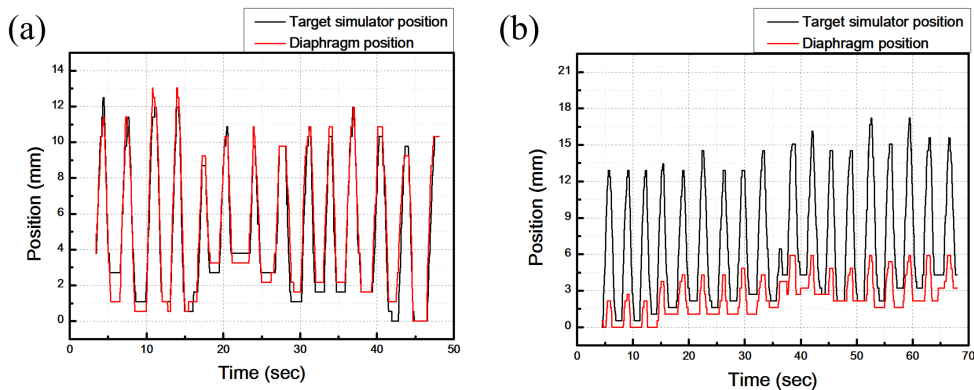 (a)
Target simulator position
Diaphragm position
14
12
10
8
6
4
2
0
Position (mm)
0 10 20 30 40 50
Time (sec)
(b)
Target simulator position
Diaphragm position
21
18
15
12
9
6
3
0
Position (mm)
0 10 20 30 40 50 60 70
Time (sec)